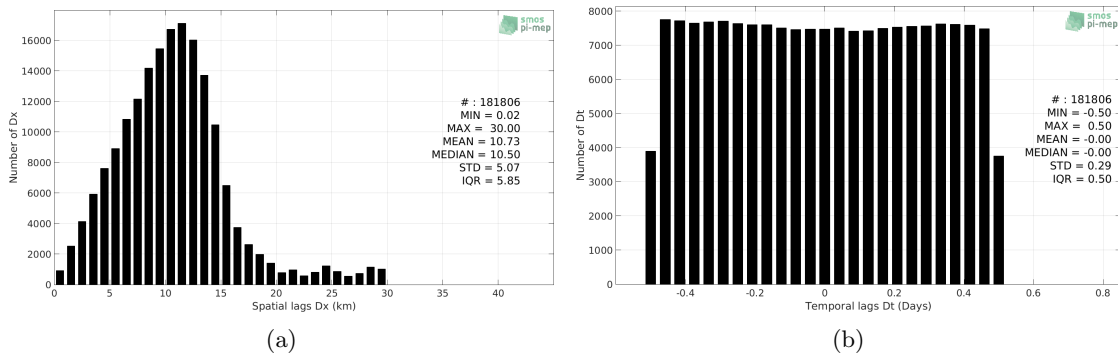 smos
pi-mep
16000
14000
12000
10000
8000
6000
4000
2000
0
Number of Dx
# : 181806
MIN = 0.02
MAX = 30.00
MEAN = 10.73
MEDIAN = 10.50
STD = 5.07
IQR = 5.85
0 5 10 15 20 25 30 35 40
Spatial lags Dx (km)
(a)
smos
pi-mep
8000
7000
6000
5000
4000
3000
2000
1000
0
Number of Dt
# : 181806
MIN = -0.50
MAX = 0.50
MEAN = -0.00
MEDIAN = -0.00
STD = 0.29
IQR = 0.50
-0.4 -0.2 0 0.2 0.4 0.6 0.8
Temporal lags Dt (Days)
(b)